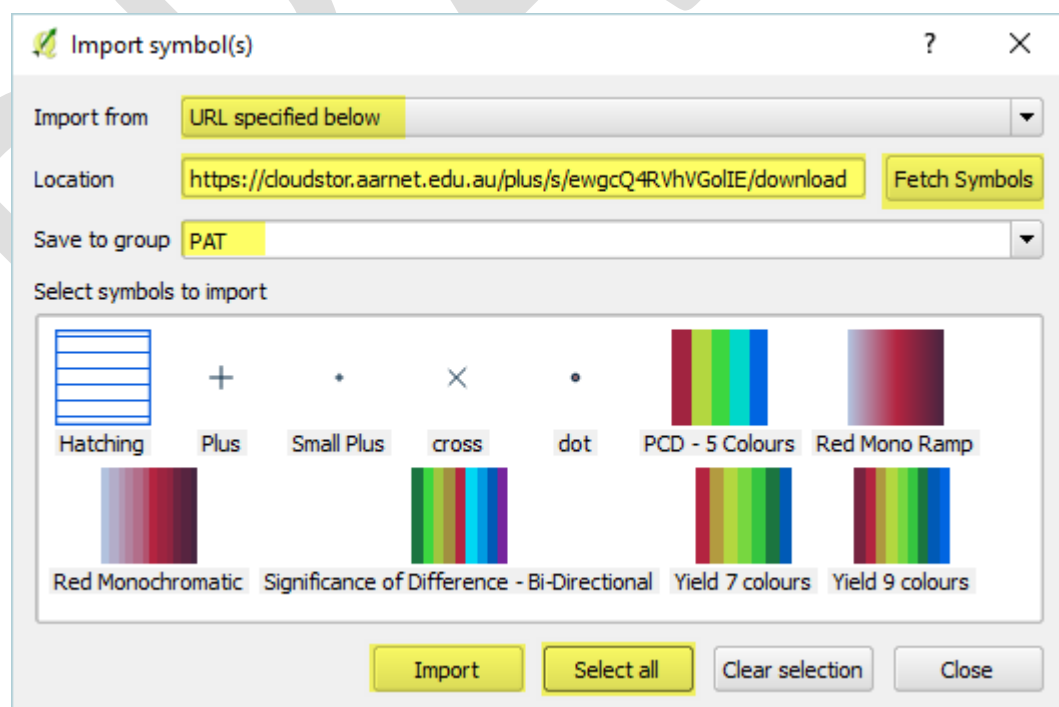 Import symbol(s) ? ×
Import from URL specified below
Location https://cloudstor.aarnet.edu.au/plus/s/ewgcQ4RVhVGolIE/download Fetch Symbols
Save to group PAT
Select symbols to import
Hatching Plus Small Plus cross dot PCD - 5 Colours Red Mono Ramp
Red Monochromatic Significance of Difference - Bi-Directional Yield 7 colours Yield 9 colours
Import Select all Clear selection Close